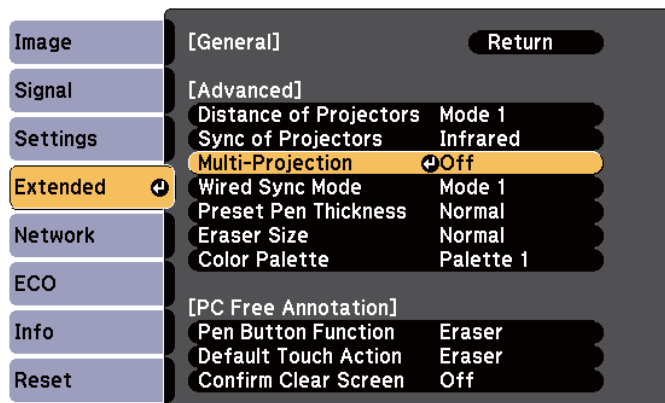 Image
Signal
Settings
Extended
Network
ECO
Info
Reset
[General] Return
[Advanced]
Distance of Projectors Mode 1
Sync of Projectors Infrared
Multi-Projection Off
Wired Sync Mode Mode 1
Preset Pen Thickness Normal
Eraser Size Normal
Color Palette Palette 1
[PC Free Annotation]
Pen Button Function Eraser
Default Touch Action Eraser
Confirm Clear Screen Off